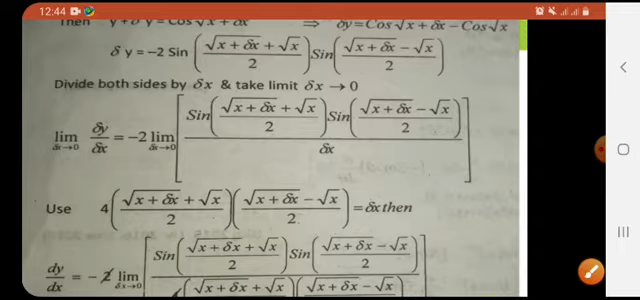 12:44
Then y+δ y = Cos √x + δx ⇒ δy = Cos √x + δx − Cos √x
δ y = −2 Sin ( (√x + δx + √x) / 2 ) Sin ( (√x + δx − √x) / 2 )
Divide both sides by δx & take limit δx → 0
lim δx→0 δy/δx = −2 lim δx→0 [ Sin( (√x + δx + √x) / 2 ) Sin( (√x + δx − √x) / 2 ) / δx ]
Use 4 ( (√x + δx + √x) / 2 ) ( (√x + δx − √x) / 2 ) = δx then
dy/dx = −2 lim δx→0 [ Sin( (√x + δx + √x) / 2 ) Sin( (√x + δx − √x) / 2 )
(√x + δx + √x) (√x + δx − √x)